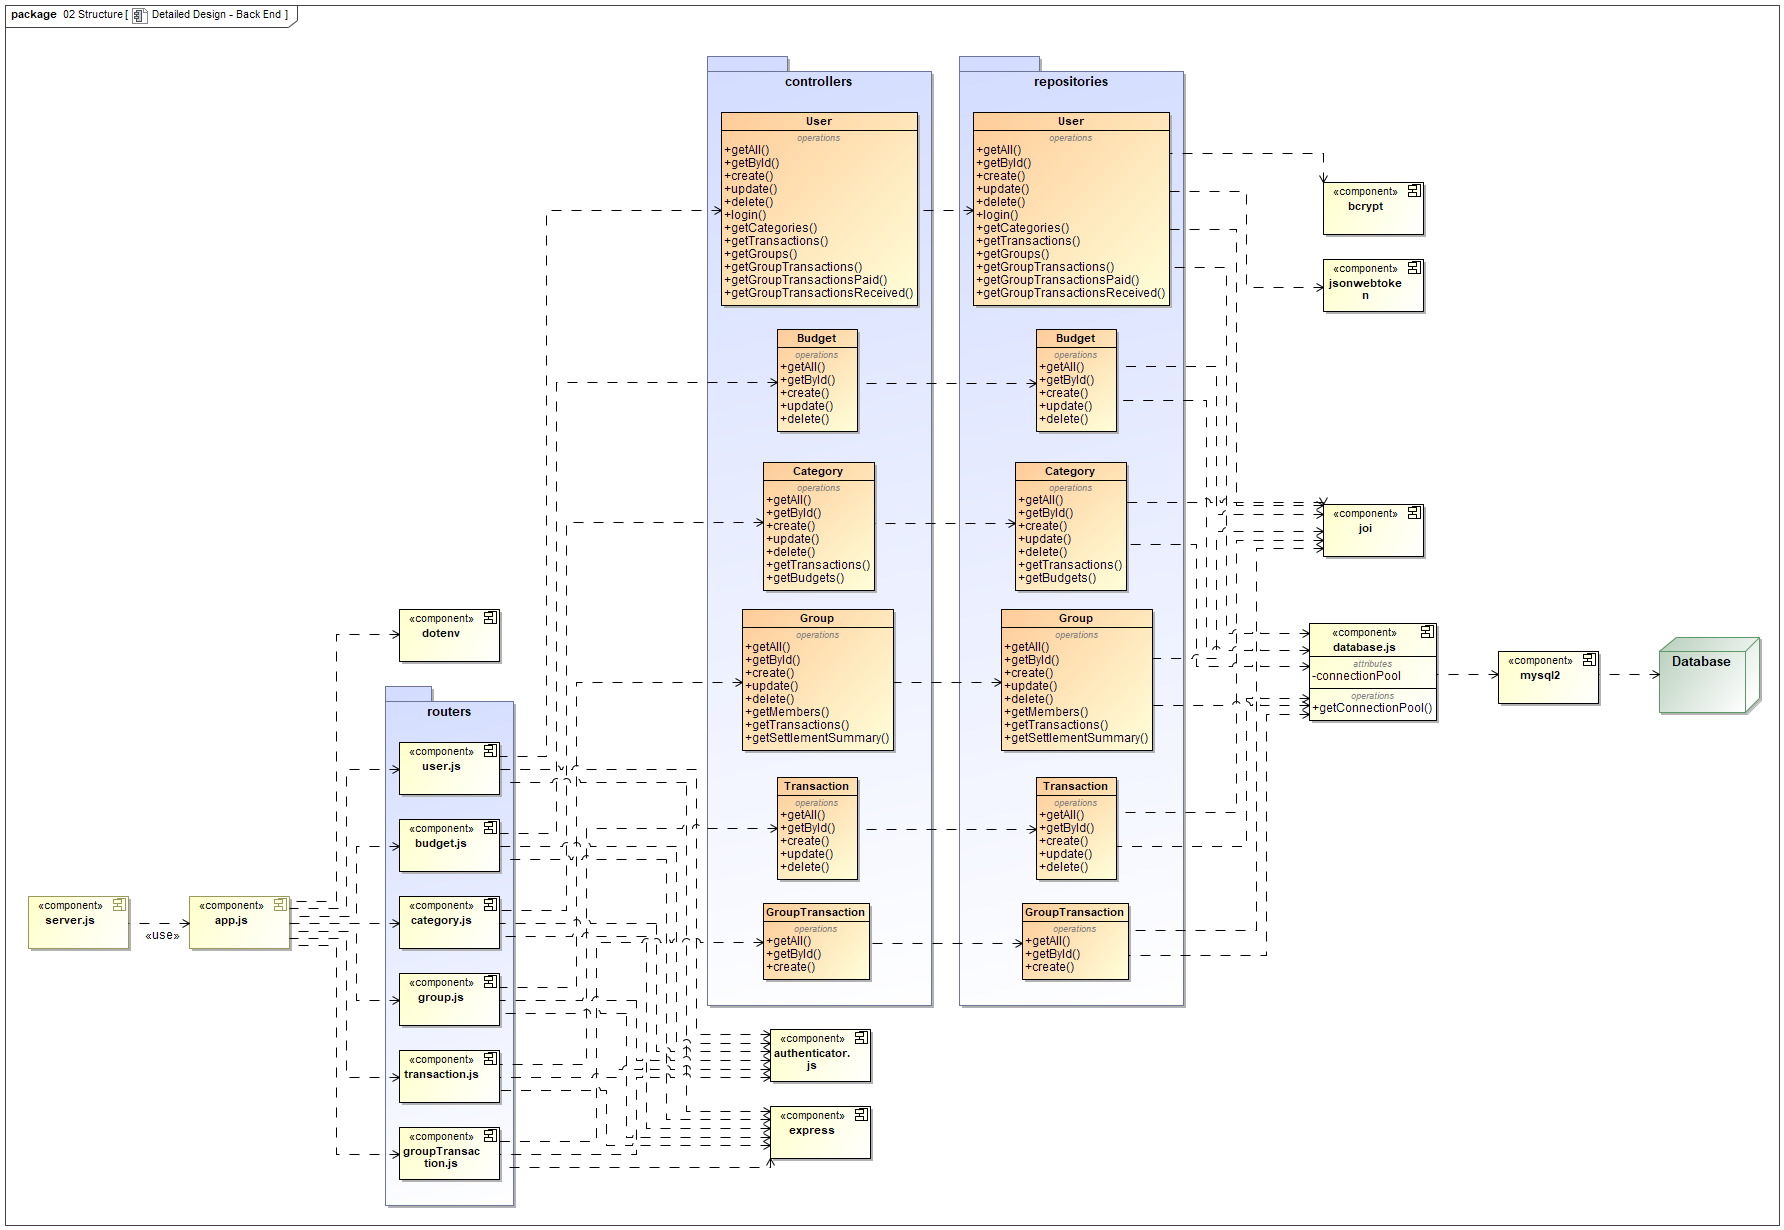 package 02 Structure [ Detailed Design - Back End ]
controllers
User
operations
+getAll()
+getById()
+create()
+update()
+delete()
+login()
+getCategories()
+getTransactions()
+getGroups()
+getGroupTransactions()
+getGroupTransactionsPaid()
+getGroupTransactionsReceived()
Budget
operations
+getAll()
+getById()
+create()
+update()
+delete()
Category
operations
+getAll()
+getById()
+create()
+update()
+delete()
+getTransactions()
+getBudgets()
Group
operations
+getAll()
+getById()
+create()
+update()
+delete()
+getMembers()
+getTransactions()
+getSettlementSummary()
Transaction
operations
+getAll()
+getById()
+create()
+update()
+delete()
GroupTransaction
operations
+getAll()
+getById()
+create()
repositories
User
operations
+getAll()
+getById()
+create()
+update()
+delete()
+login()
+getCategories()
+getTransactions()
+getGroups()
+getGroupTransactions()
+getGroupTransactionsPaid()
+getGroupTransactionsReceived()
Budget
operations
+getAll()
+getById()
+create()
+update()
+delete()
Category
operations
+getAll()
+getById()
+create()
+update()
+delete()
+getTransactions()
+getBudgets()
Group
operations
+getAll()
+getById()
+create()
+update()
+delete()
+getMembers()
+getTransactions()
+getSettlementSummary()
Transaction
operations
+getAll()
+getById()
+create()
+update()
+delete()
GroupTransaction
operations
+getAll()
+getById()
+create()
«component»
bcrypt
«component»
jsonwebtoke
n
«component»
joi
«component»
database.js
attributes
-connectionPool
operations
+getConnectionPool()
«component»
mysql2
Database
«component»
dotenv
routers
«component»
user.js
«component»
budget.js
«component»
category.js
«component»
group.js
«component»
transaction.js
«component»
groupTransac
tion.js
«component»
server.js
«use»
«component»
app.js
«component»
authenticator.
js
«component»
express